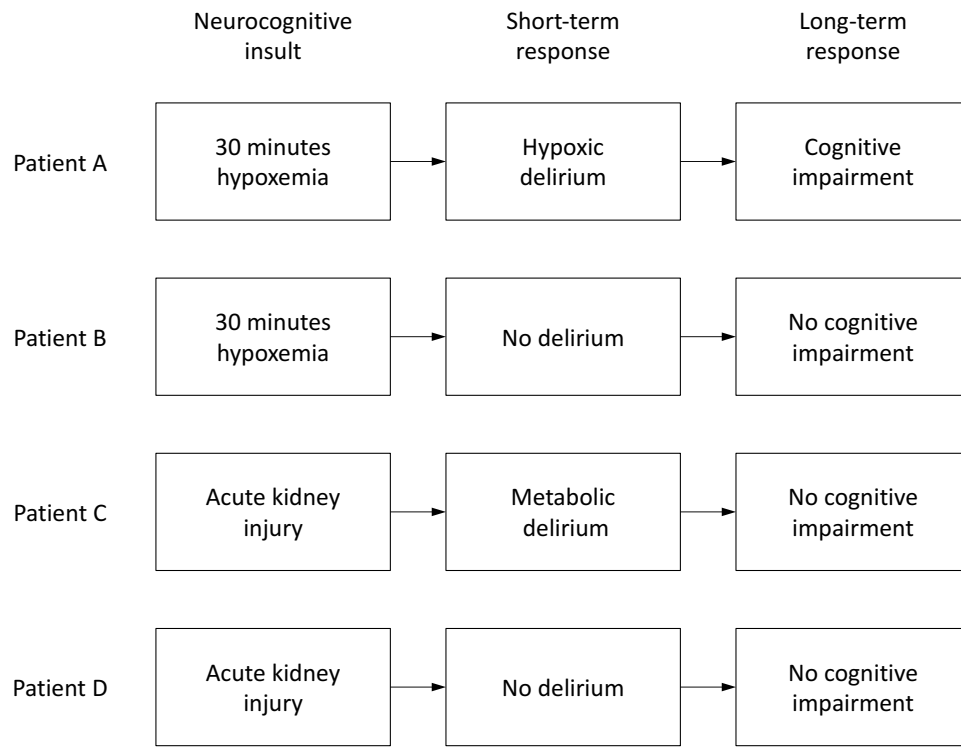 Neurocognitive
insult
Short-term
response
Long-term
response
Patient A
30 minutes
hypoxemia
Hypoxic
delirium
Cognitive
impairment
Patient B
30 minutes
hypoxemia
No delirium
No cognitive
impairment
Patient C
Acute kidney
injury
Metabolic
delirium
No cognitive
impairment
Patient D
Acute kidney
injury
No delirium
No cognitive
impairment